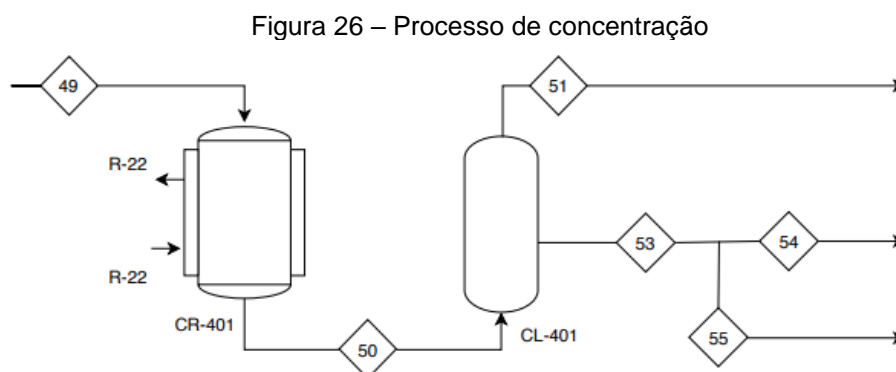 Figura 26 – Processo de concentração
49
51
R-22
53
54
R-22
CR-401
50
CL-401
55